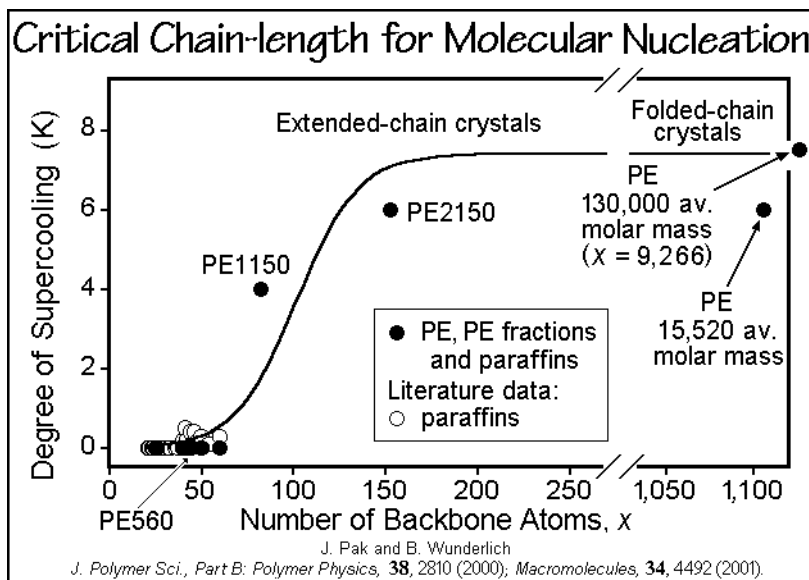 Critical Chain-length for Molecular Nucleation
Degree of Supercooling (K)
8
6
4
2
0
Extended-chain crystals
Folded-chain
crystals
PE
130,000 av.
molar mass
(x = 9,266)
PE2150
PE1150
PE
15,520 av.
molar mass
PE, PE fractions
and paraffins
Literature data:
paraffins
0
50
100
150
200
250
1,050
1,100
PE560
Number of Backbone Atoms, x
J. Pak and B. Wunderlich
J. Polymer Sci., Part B: Polymer Physics, 38, 2810 (2000); Macromolecules, 34, 4492 (2001).